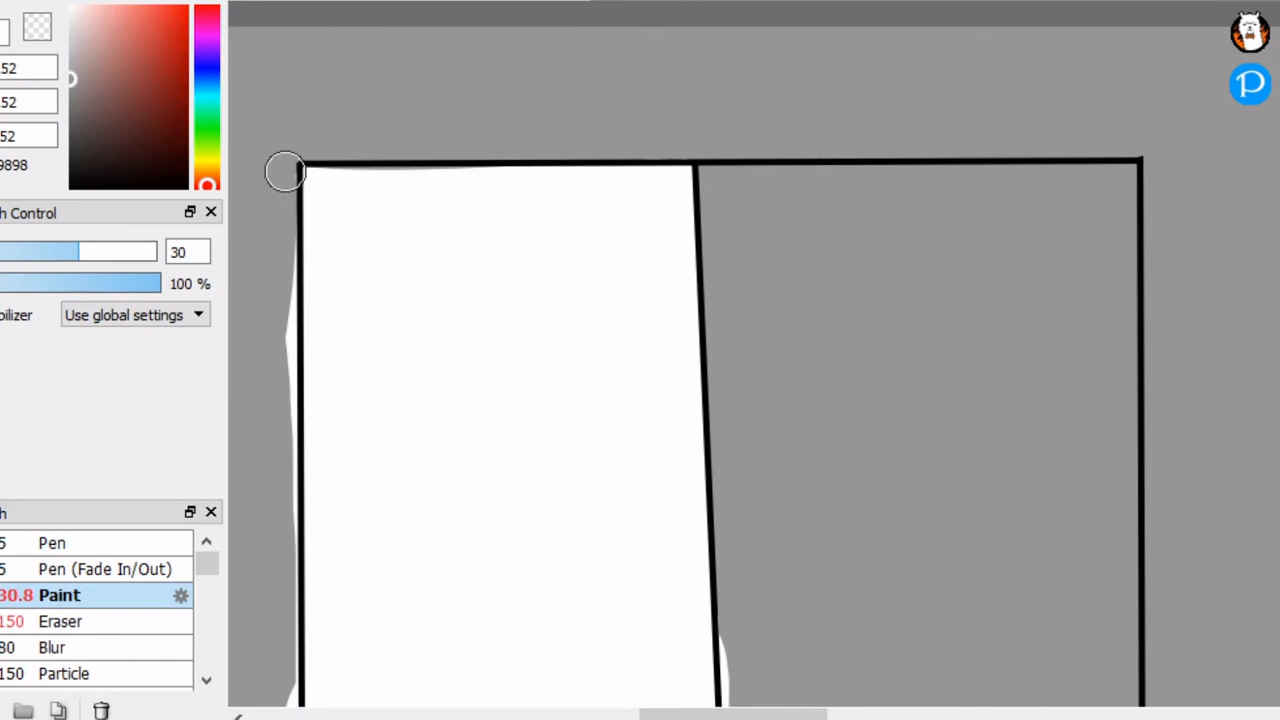 52
52
52
9898
h Control
30
100 %
bilizer Use global settings
h
5 Pen
5 Pen (Fade In/Out)
30.8 Paint
150 Eraser
80 Blur
150 Particle
P